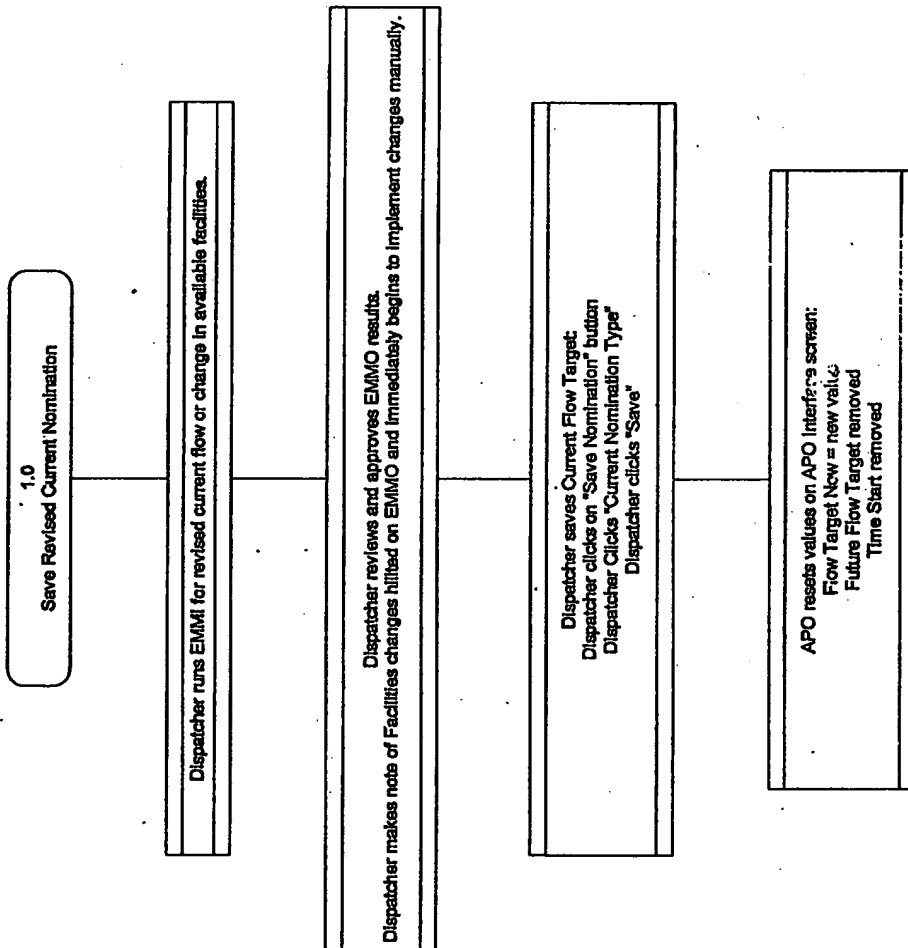 1.0
Save Revised Current Nomination
Dispatcher runs EMMI for revised current flow or change in available facilities.
Dispatcher reviews and approves EMMO results.
Dispatcher makes note of Facilities changes hilited on EMMO and immediately begins to implement changes manually.
Dispatcher saves Current Flow Target:
Dispatcher clicks on "Save Nomination" button
Dispatcher Clicks "Current Nomination Type"
Dispatcher clicks "Save"
APO resets values on APO Interface screen:
Flow Target Now = new value
Future Flow Target removed
Time Start removed